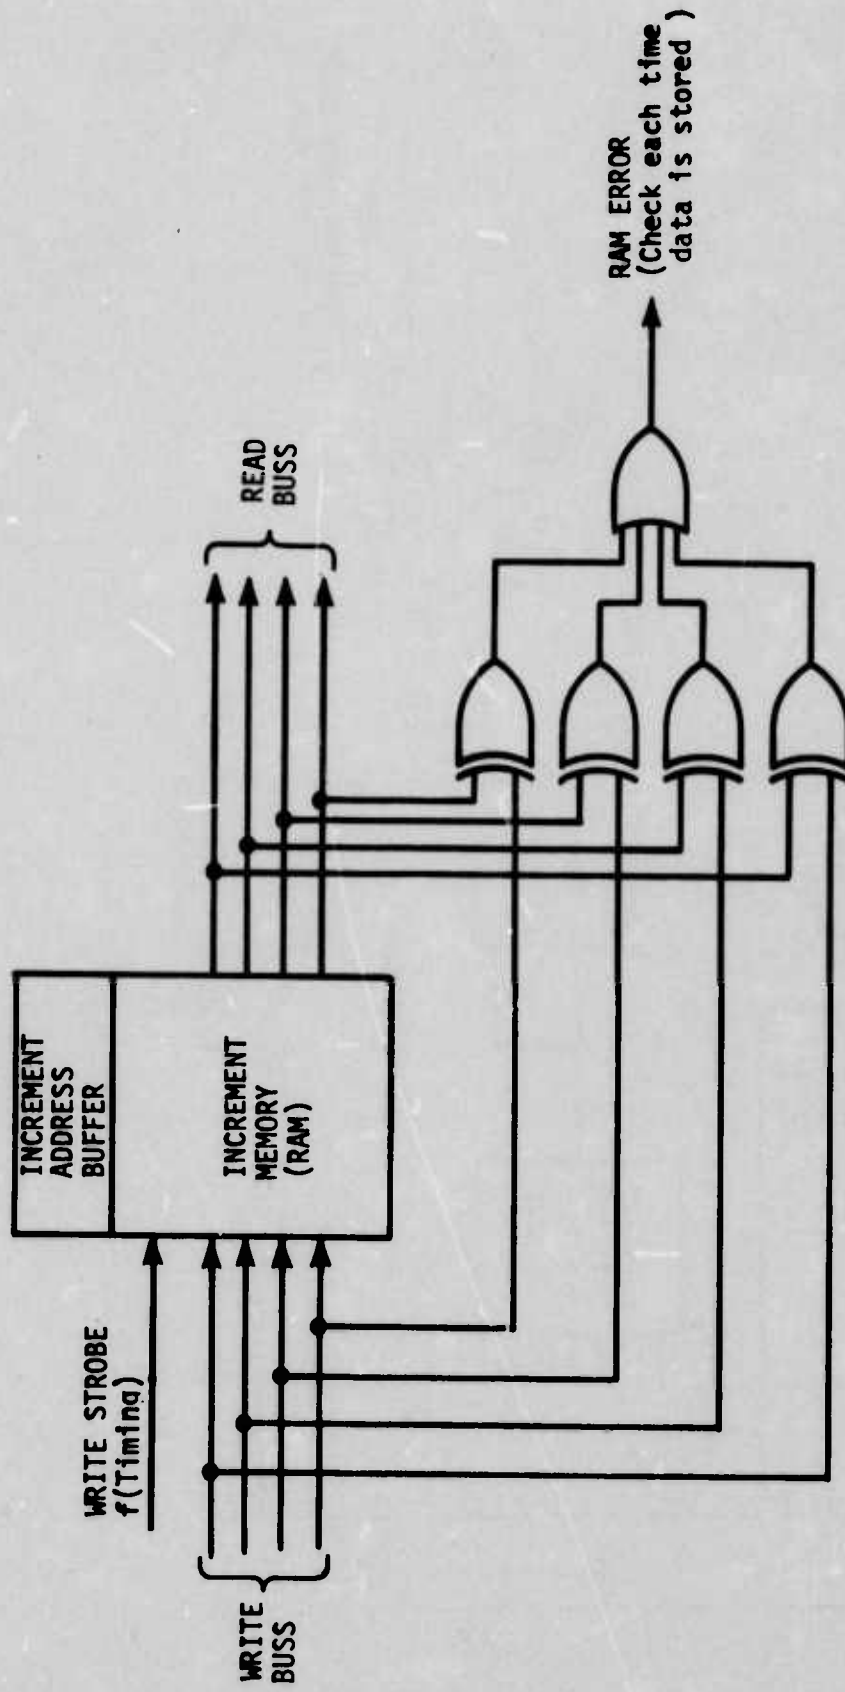 INCREMENT
ADDRESS
BUFFER
WRITE STROBE
f(Timing)
INCREMENT
MEMORY
(RAM)
WRITE
BUSS
READ
BUSS
RAM ERROR
(Check each time
data is stored )